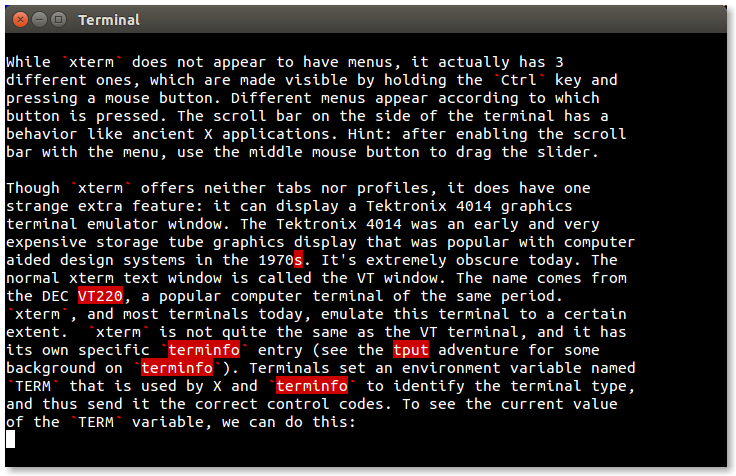 Terminal
While `xterm` does not appear to have menus, it actually has 3
different ones, which are made visible by holding the `Ctrl` key and
pressing a mouse button. Different menus appear according to which
button is pressed. The scroll bar on the side of the terminal has a
behavior like ancient X applications. Hint: after enabling the scroll
bar with the menu, use the middle mouse button to drag the slider.
Though `xterm` offers neither tabs nor profiles, it does have one
strange extra feature: it can display a Tektronix 4014 graphics
terminal emulator window. The Tektronix 4014 was an early and very
expensive storage tube graphics display that was popular with computer
aided design systems in the 1970s. It's extremely obscure today. The
normal xterm text window is called the VT window. The name comes from
the DEC VT220, a popular computer terminal of the same period.
`xterm`, and most terminals today, emulate this terminal to a certain
extent.  `xterm` is not quite the same as the VT terminal, and it has
its own specific `terminfo` entry (see the tput adventure for some
background on `terminfo`). Terminals set an environment variable named
`TERM` that is used by X and `terminfo` to identify the terminal type,
and thus send it the correct control codes. To see the current value
of the `TERM` variable, we can do this: